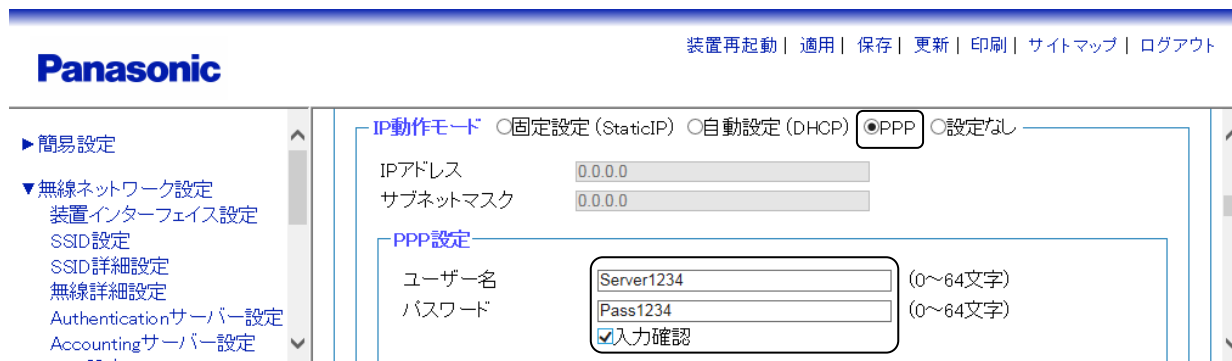 装置再起動| 適用| 保存| 更新| 印刷| サイトマップ| ログアウト
Panasonic
►簡易設定
▼無線ネットワーク設定
装置インターフェイス設定
SSID設定
SSID詳細設定
無線詳細設定
Authenticationサーバー設定
Accountingサーバー設定
IP動作モード ○固定設定(StaticIP) ○自動設定(DHCP) ◉PPP ○設定なし
IPアドレス 0.0.0.0
サブネットマスク 0.0.0.0
PPP設定
ユーザー名 Server1234 (0～64文字)
パスワード Pass1234 (0～64文字)
☑入力確認